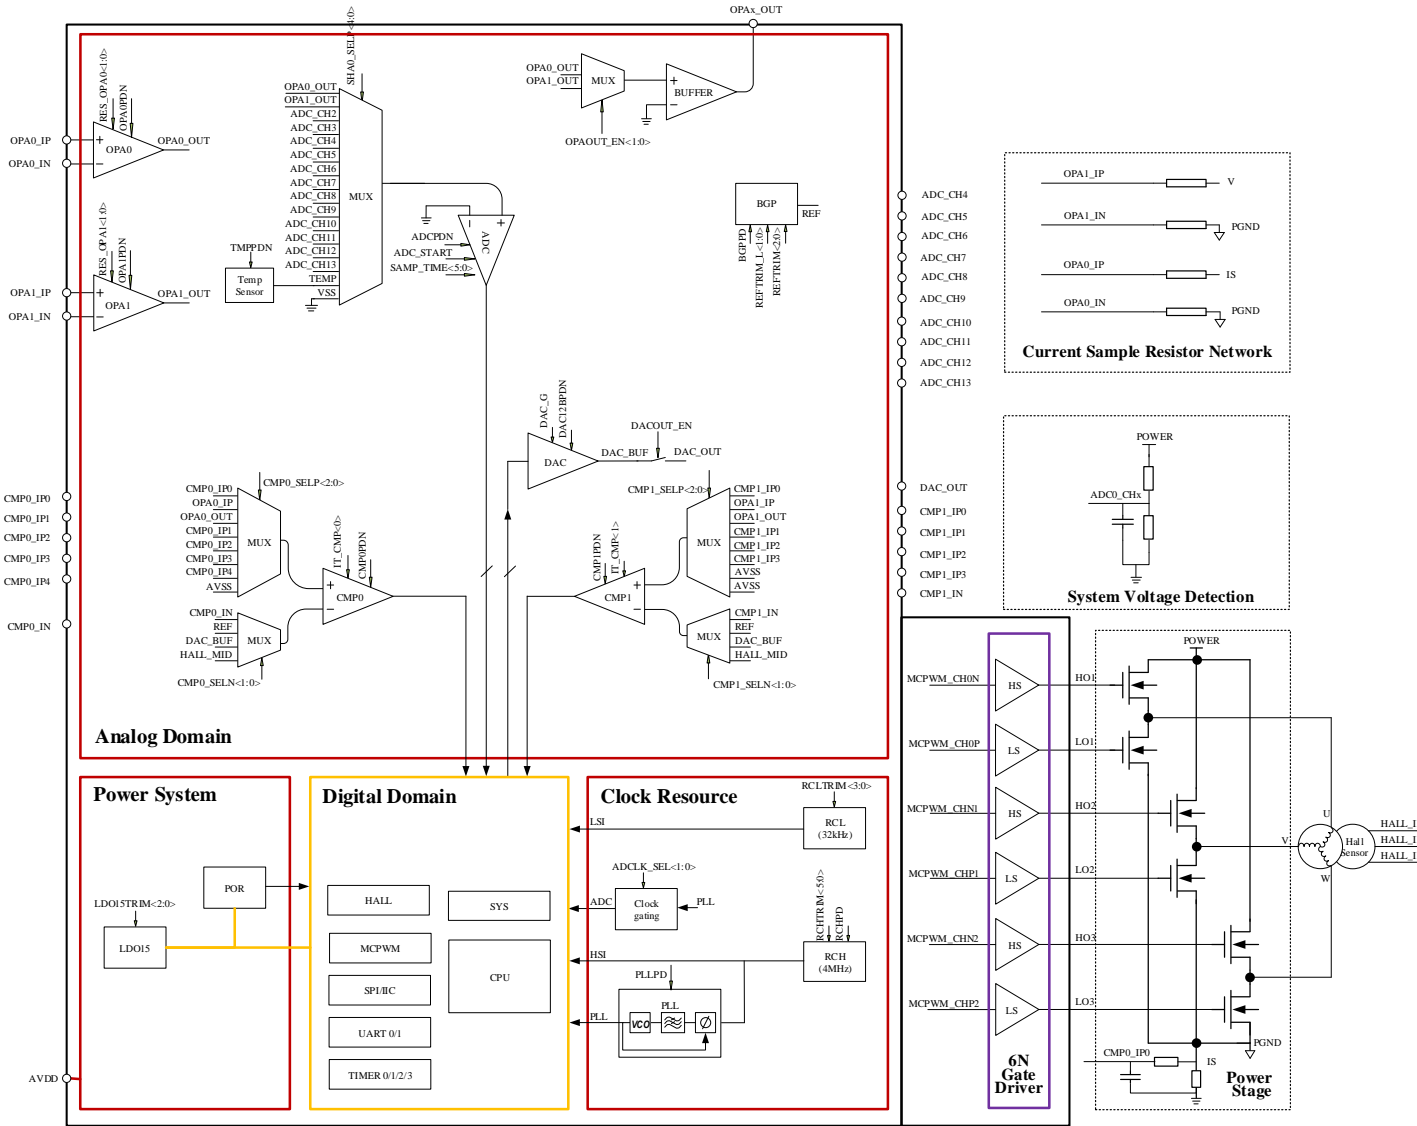 OPAx_OUT
SHA0_SELP<4:0>
RES_OPA0<1:0>
OPA0PDN
OPA0_IP
OPA0_IN
OPA0
OPA0_OUT
RES_OPA1<1:0>
OPA1PDN
OPA1_IP
OPA1_IN
OPA1
OPA1_OUT
OPA0_OUT
OPA1_OUT
ADC_CH2
ADC_CH3
ADC_CH4
ADC_CH5
ADC_CH6
ADC_CH7
ADC_CH8
ADC_CH9
ADC_CH10
ADC_CH11
ADC_CH12
ADC_CH13
TEMP
VSS
MUX
TMPPDN
Temp
Sensor
ADCPDN
ADC_START
SAMP_TIME<5:0>
ADC
OPA0_OUT
OPA1_OUT
MUX
BUFFER
OPAOUT_EN<1:0>
BGP
REF
BGPPD
REFTRIM_L<1:0>
REFTRIM<2:0>
ADC_CH4
ADC_CH5
ADC_CH6
ADC_CH7
ADC_CH8
ADC_CH9
ADC_CH10
ADC_CH11
ADC_CH12
ADC_CH13
OPA1_IP
V
OPA1_IN
PGND
OPA0_IP
IS
OPA0_IN
PGND
Current Sample Resistor Network
DAC_G
DAC12BPDN
DAC
DAC_BUF
DACOUT_EN
DAC_OUT
CMP0_IP0
CMP0_IP1
CMP0_IP2
CMP0_IP3
CMP0_IP4
CMP0_IN
CMP0_SELP<2:0>
CMP0_IP0
OPA0_IP
OPA0_OUT
CMP0_IP1
CMP0_IP2
CMP0_IP3
CMP0_IP4
AVSS
MUX
CMP0_IN
REF
DAC_BUF
HALL_MID
MUX
CMP0_SELN<1:0>
IT_CMP<0>
CMP0PDN
CMP0
CMP1_SELP<2:0>
CMP1PDN
IT_CMP<1>
CMP1
MUX
CMP1_IP0
OPA1_IP
OPA1_OUT
CMP1_IP1
CMP1_IP2
CMP1_IP3
AVSS
AVSS
MUX
CMP1_IN
REF
DAC_BUF
HALL_MID
CMP1_SELN<1:0>
DAC_OUT
CMP1_IP0
CMP1_IP1
CMP1_IP2
CMP1_IP3
CMP1_IN
POWER
ADC0_CHx
System Voltage Detection
Analog Domain
Power System
POR
LDO15TRIM<2:0>
LDO15
AVDD
Digital Domain
HALL
MCPWM
SPI/IIC
UART 0/1
TIMER 0/1/2/3
SYS
CPU
Clock Resource
RCLTRIM<3:0>
RCL
(32kHz)
LSI
ADCLK_SEL<1:0>
Clock
gating
ADC
PLL
RCHTRIM<5:0>
RCHPD
RCH
(4MHz)
HSI
PLLPD
PLL
VCO
PLL
MCPWM_CH0N
HS
HO1
MCPWM_CH0P
LS
LO1
MCPWM_CHN1
HS
HO2
MCPWM_CHP1
LS
LO2
MCPWM_CHN2
HS
HO3
MCPWM_CHP2
LS
LO3
6N
Gate
Driver
POWER
U
V
W
Hall
Sensor
HALL_I
HALL_I
HALL_I
PGND
CMP0_IP0
IS
Power
Stage